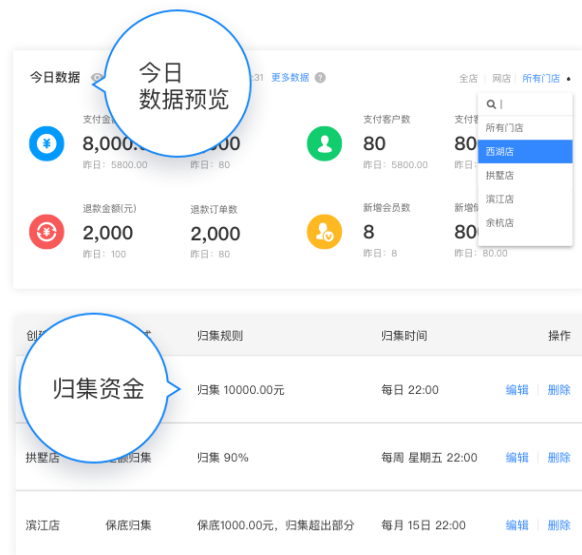 今日数据
今日
数据预览
:31 更多数据 ?
全店 网店 所有门店
支付金
8,000.
昨日：5800.00
000
昨日：80
支付客户数
80
昨日：5800.00
支付
80
昨日：
所有门店
西湖店
拱墅店
滨江店
余杭店
退款金额(元)
2,000
昨日：100
退款订单数
2,000
昨日：80
新增会员数
8
昨日：8
新增
80
昨日：80.00
归集规则 归集时间 操作
归集资金
归集 10000.00元 每日 22:00 编辑 删除
拱墅店 归集 归集 90% 每周 星期五 22:00 编辑 删除
滨江店 保底归集 保底1000.00元，归集超出部分 每月 15日 22:00 编辑 删除